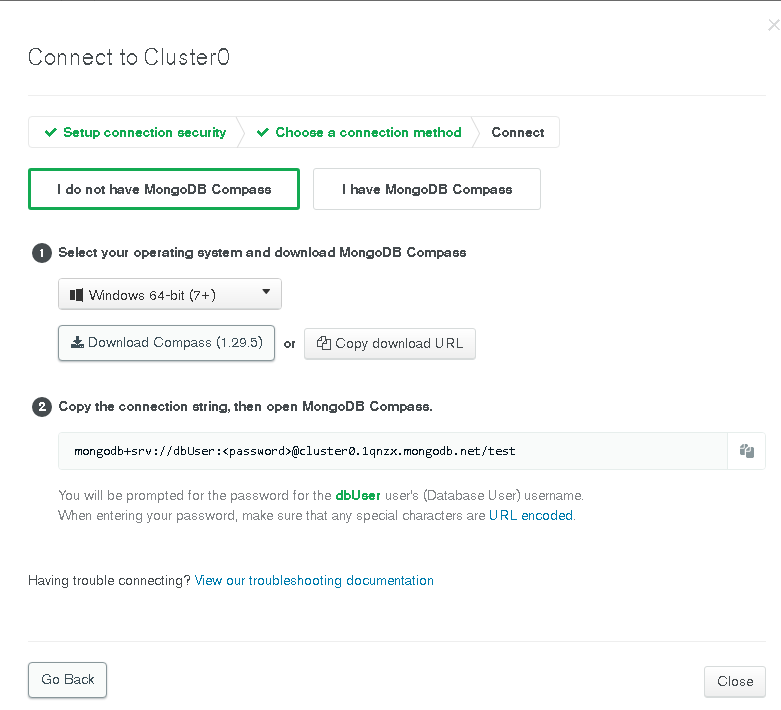 Connect to Cluster0
Setup connection security Choose a connection method Connect
I do not have MongoDB Compass I have MongoDB Compass
1 Select your operating system and download MongoDB Compass
Windows 64-bit (7+)
Download Compass (1.29.5) or Copy download URL
2 Copy the connection string, then open MongoDB Compass.
mongodb+srv://dbUser:<password>@cluster0.1qnzx.mongodb.net/test
You will be prompted for the password for the dbUser user's (Database User) username.
When entering your password, make sure that any special characters are URL encoded.
Having trouble connecting? View our troubleshooting documentation
Go Back Close